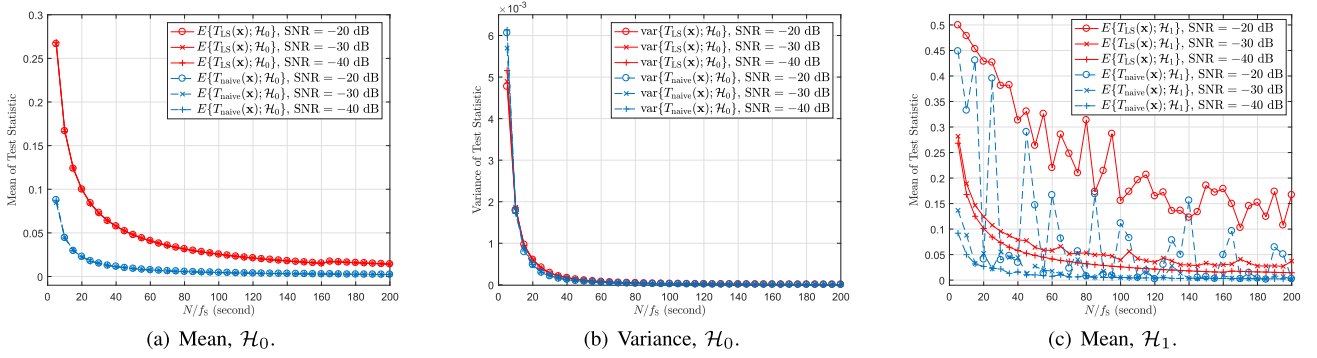 E{T_LS(x); H_0}, SNR = −20 dB
E{T_LS(x); H_0}, SNR = −30 dB
E{T_LS(x); H_0}, SNR = −40 dB
E{T_naive(x); H_0}, SNR = −20 dB
E{T_naive(x); H_0}, SNR = −30 dB
E{T_naive(x); H_0}, SNR = −40 dB
Mean of Test Statistic
0.3
0.25
0.2
0.15
0.1
0.05
0
0 20 40 60 80 100 120 140 160 180 200
N/f_S (second)
(a) Mean, H_0.
×10^-3
var{T_LS(x); H_0}, SNR = −20 dB
var{T_LS(x); H_0}, SNR = −30 dB
var{T_LS(x); H_0}, SNR = −40 dB
var{T_naive(x); H_0}, SNR = −20 dB
var{T_naive(x); H_0}, SNR = −30 dB
var{T_naive(x); H_0}, SNR = −40 dB
Variance of Test Statistic
6
5
4
3
2
1
0
0 20 40 60 80 100 120 140 160 180 200
N/f_S (second)
(b) Variance, H_0.
E{T_LS(x); H_1}, SNR = −20 dB
E{T_LS(x); H_1}, SNR = −30 dB
E{T_LS(x); H_1}, SNR = −40 dB
E{T_naive(x); H_1}, SNR = −20 dB
E{T_naive(x); H_1}, SNR = −30 dB
E{T_naive(x); H_1}, SNR = −40 dB
Mean of Test Statistic
0.5
0.45
0.4
0.35
0.3
0.25
0.2
0.15
0.1
0.05
0
0 20 40 60 80 100 120 140 160 180 200
N/f_S (second)
(c) Mean, H_1.